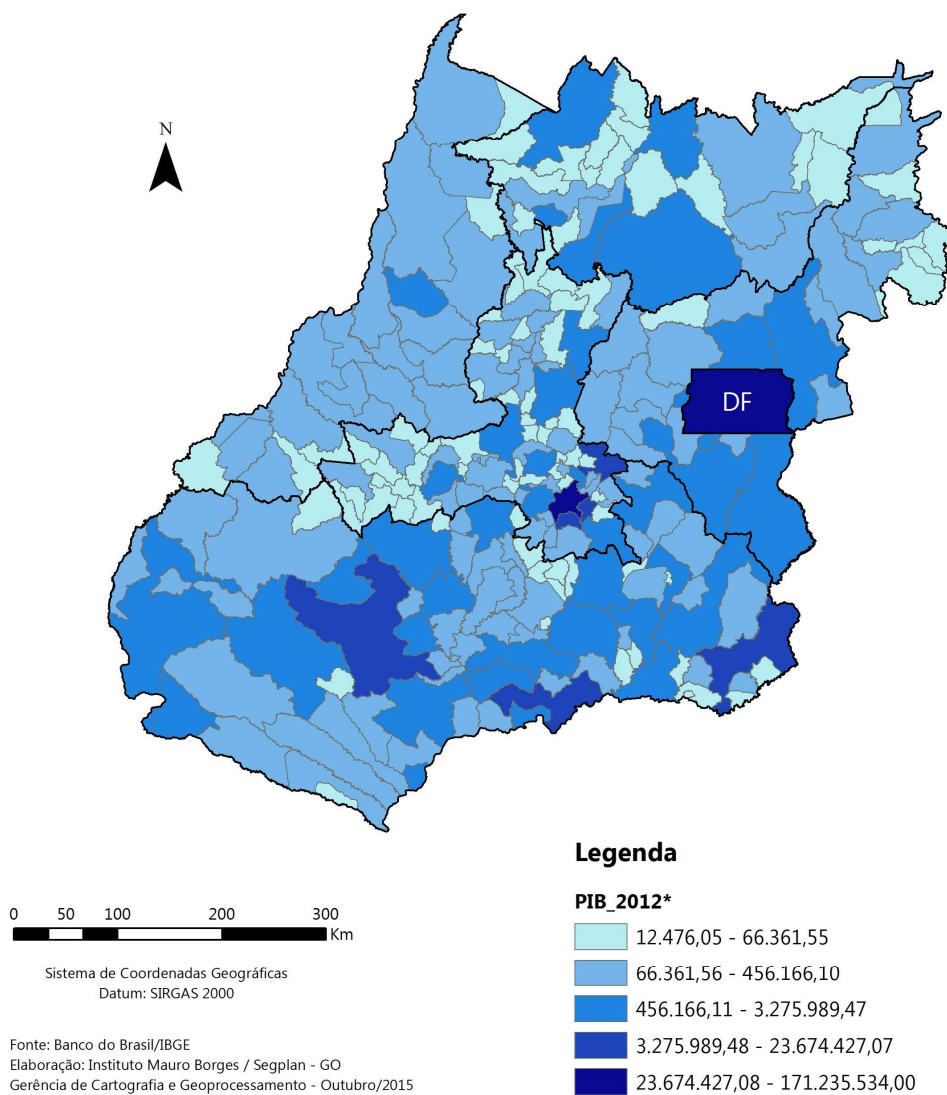 N
DF
Legenda
PIB_2012*
12.476,05 - 66.361,55
66.361,56 - 456.166,10
456.166,11 - 3.275.989,47
3.275.989,48 - 23.674.427,07
23.674.427,08 - 171.235.534,00
0 50 100 200 300
Km
Sistema de Coordenadas Geográficas
Datum: SIRGAS 2000
Fonte: Banco do Brasil/IBGE
Elaboração: Instituto Mauro Borges / Segplan - GO
Gerência de Cartografia e Geoprocessamento - Outubro/2015